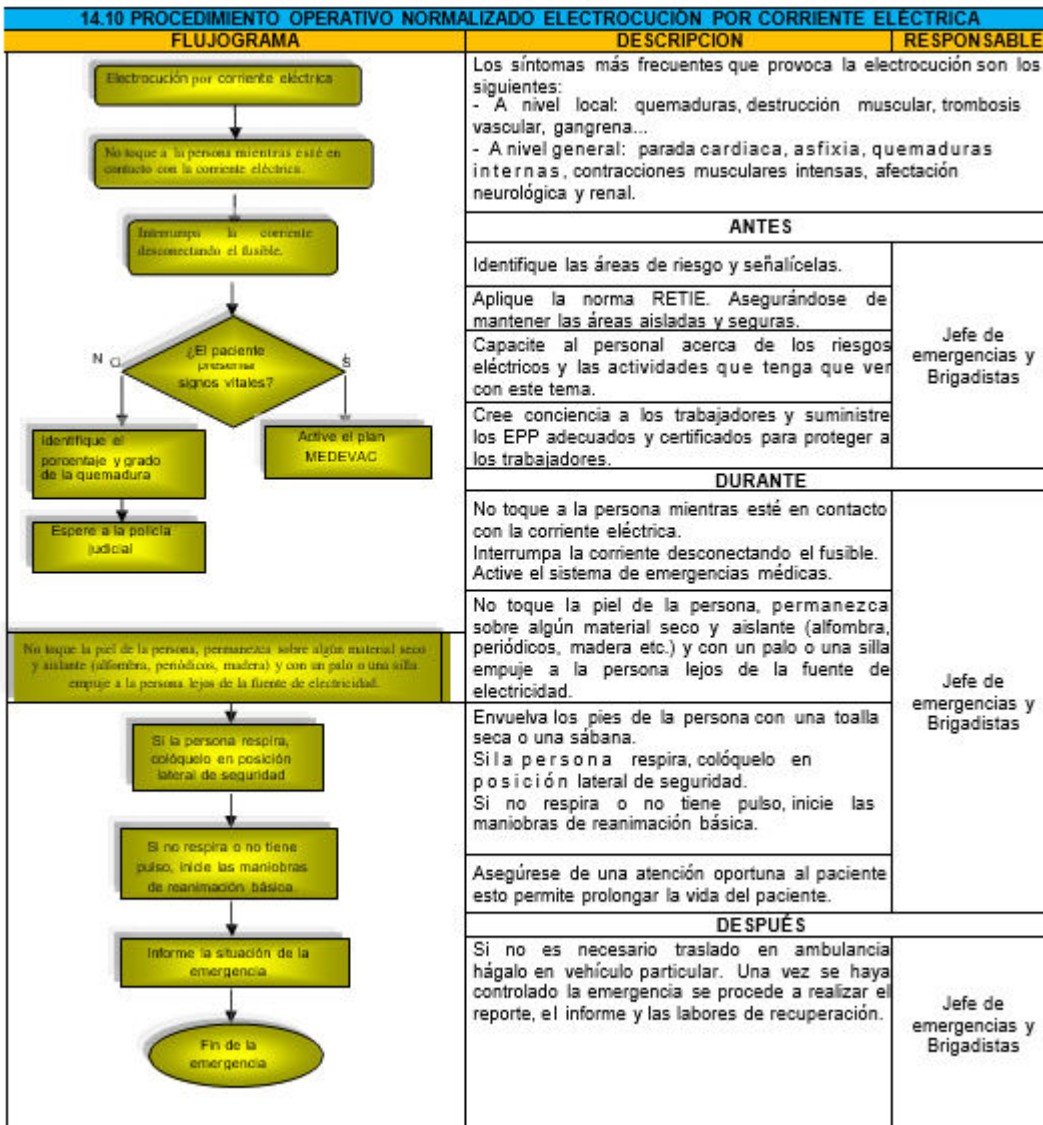 14.10 PROCEDIMIENTO OPERATIVO NORMALIZADO ELECTROCUCIÓN POR CORRIENTE ELÉCTRICA
FLUJOGRAMA
DESCRIPCION
RESPONSABLE
Electrocución por corriente eléctrica
No toque a la persona mientras esté en
contacto con la corriente eléctrica.
Interrumpa la corriente
desconectando el fusible.
¿El paciente
presenta
signos vitales?
N O
S
Identifique el
porcentaje y grado
de la quemadura
Active el plan
MEDEVAC
Espere a la policía
judicial
No toque la piel de la persona, permanezca sobre algún material seco
y aislante (alfombra, periódicos, madera) y con un palo o una silla
empuje a la persona lejos de la fuente de electricidad.
Si la persona respira,
colóquelo en posición
lateral de seguridad
Si no respira o no tiene
pulso, inicie las maniobras
de reanimación básica.
Informe la situación de la
emergencia
Fin de la
emergencia
Los síntomas más frecuentes que provoca la electrocución son los
siguientes:
- A nivel local: quemaduras, destrucción muscular, trombosis
vascular, gangrena...
- A nivel general: parada cardiaca, asfixia, quemaduras
internas, contracciones musculares intensas, afectación
neurológica y renal.
ANTES
Identifique las áreas de riesgo y señalícelas.
Aplique la norma RETIE. Asegurándose de
mantener las áreas aisladas y seguras.
Capacite al personal acerca de los riesgos
eléctricos y las actividades que tenga que ver
con este tema.
Cree conciencia a los trabajadores y suministre
los EPP adecuados y certificados para proteger a
los trabajadores.
Jefe de
emergencias y
Brigadistas
DURANTE
No toque a la persona mientras esté en contacto
con la corriente eléctrica.
Interrumpa la corriente desconectando el fusible.
Active el sistema de emergencias médicas.
No toque la piel de la persona, permanezca
sobre algún material seco y aislante (alfombra,
periódicos, madera etc.) y con un palo o una silla
empuje a la persona lejos de la fuente de
electricidad.
Envuelva los pies de la persona con una toalla
seca o una sábana.
Si la persona respira, colóquelo en
posición lateral de seguridad.
Si no respira o no tiene pulso, inicie las
maniobras de reanimación básica.
Asegúrese de una atención oportuna al paciente
esto permite prolongar la vida del paciente.
Jefe de
emergencias y
Brigadistas
DESPUÉS
Si no es necesario traslado en ambulancia
hágalo en vehículo particular. Una vez se haya
controlado la emergencia se procede a realizar el
reporte, el informe y las labores de recuperación.
Jefe de
emergencias y
Brigadistas